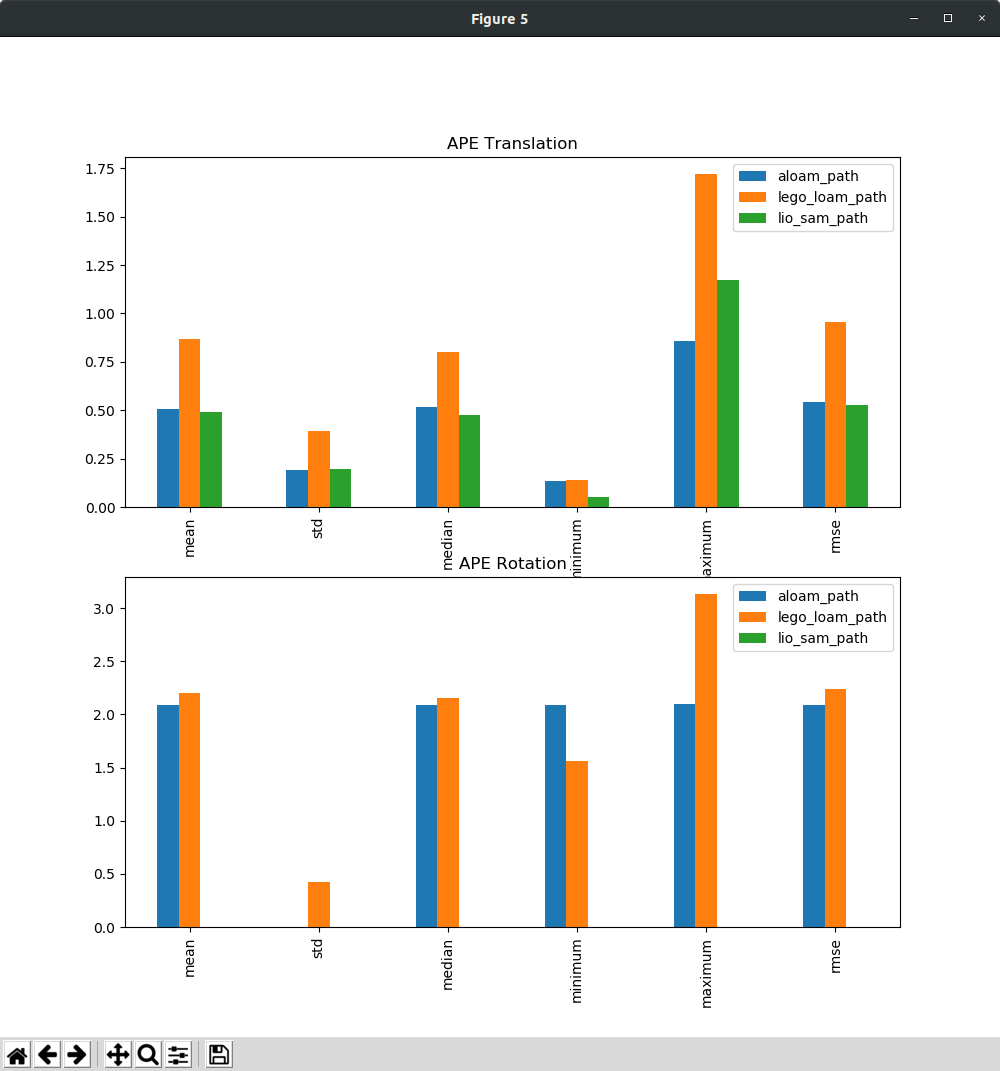 Figure 5
APE Translation
1.75
1.50
1.25
1.00
0.75
0.50
0.25
0.00
aloam_path
lego_loam_path
lio_sam_path
mean
std
median
inimum
aximum
rmse
APE Rotation
3.0
2.5
2.0
1.5
1.0
0.5
0.0
aloam_path
lego_loam_path
lio_sam_path
mean
std
median
minimum
maximum
rmse